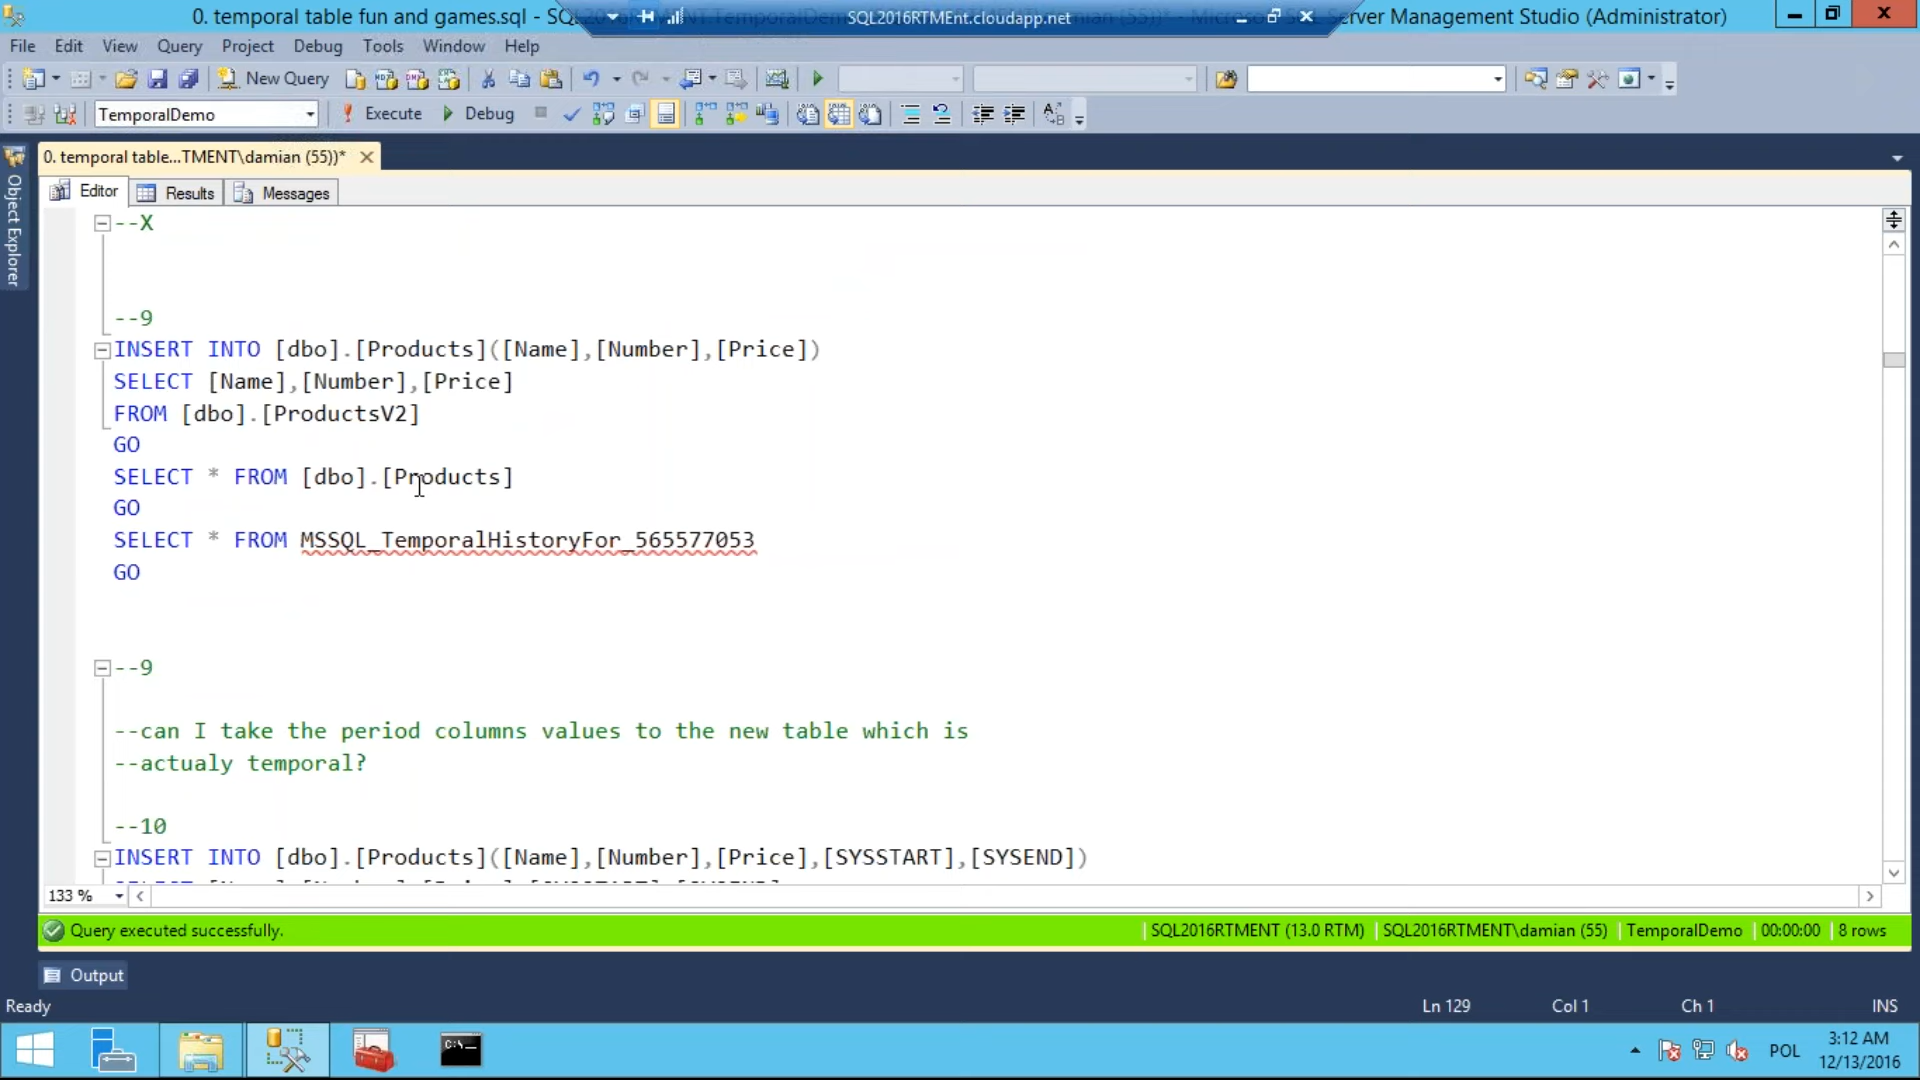 0. temporal table fun and games.sql - SQL2016RTMENT.TemporalDemo
SQL2016RTMEnt.cloudapp.net
Server Management Studio (Administrator)
File Edit View Query Project Debug Tools Window Help
New Query
TemporalDemo Execute Debug
0. temporal table...TMENT\damian (55))*
Object Explorer
Editor Results Messages
--X
--9
INSERT INTO [dbo].[Products]([Name],[Number],[Price])
SELECT [Name],[Number],[Price]
FROM [dbo].[ProductsV2]
GO
SELECT * FROM [dbo].[Products]
GO
SELECT * FROM MSSQL_TemporalHistoryFor_565577053
GO
--9
--can I take the period columns values to the new table which is
--actualy temporal?
--10
INSERT INTO [dbo].[Products]([Name],[Number],[Price],[SYSSTART],[SYSEND])
133 %
Query executed successfully. SQL2016RTMENT (13.0 RTM) SQL2016RTMENT\damian (55) TemporalDemo 00:00:00 8 rows
Output
Ready Ln 129 Col 1 Ch 1 INS
C:\_
POL
3:12 AM
12/13/2016